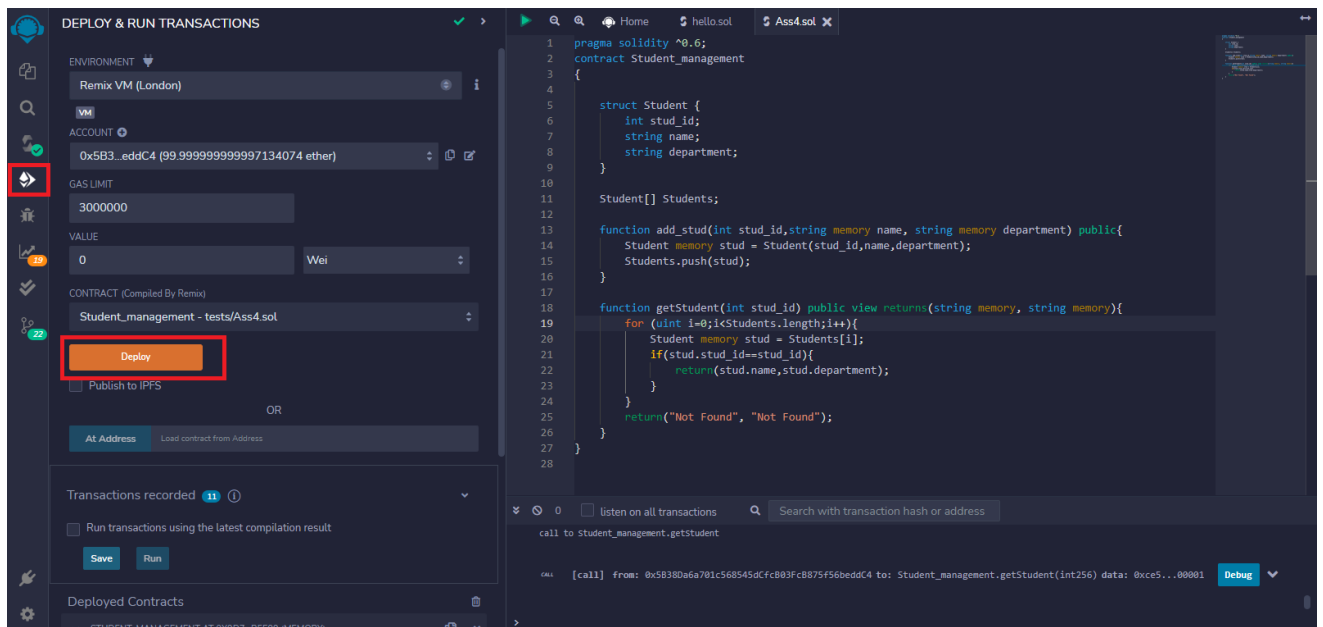 DEPLOY & RUN TRANSACTIONS
ENVIRONMENT
Remix VM (London)
VM
ACCOUNT
0x5B3...eddC4 (99.999999999997134074 ether)
GAS LIMIT
3000000
VALUE
0
Wei
CONTRACT (Compiled By Remix)
Student_management - tests/Ass4.sol
Deploy
Publish to IPFS
OR
At Address
Load contract from Address
Transactions recorded 11 i
Run transactions using the latest compilation result
Save
Run
Deployed Contracts
19
22
Home
hello.sol
Ass4.sol
1 pragma solidity ^0.6;
2 contract Student_management
3 {
4
5 struct Student {
6 int stud_id;
7 string name;
8 string department;
9 }
10
11 Student[] Students;
12
13 function add_stud(int stud_id,string memory name, string memory department) public{
14 Student memory stud = Student(stud_id,name,department);
15 Students.push(stud);
16 }
17
18 function getStudent(int stud_id) public view returns(string memory, string memory){
19 for (uint i=0;i<Students.length;i++){
20 Student memory stud = Students[i];
21 if(stud.stud_id==stud_id){
22 return(stud.name,stud.department);
23 }
24 }
25 return("Not Found", "Not Found");
26 }
27 }
28
0
listen on all transactions
Search with transaction hash or address
call to Student_management.getStudent
CALL [call] from: 0x5B38Da6a701c568545dCfcB03FcB875f56beddC4 to: Student_management.getStudent(int256) data: 0xce5...00001
Debug
>